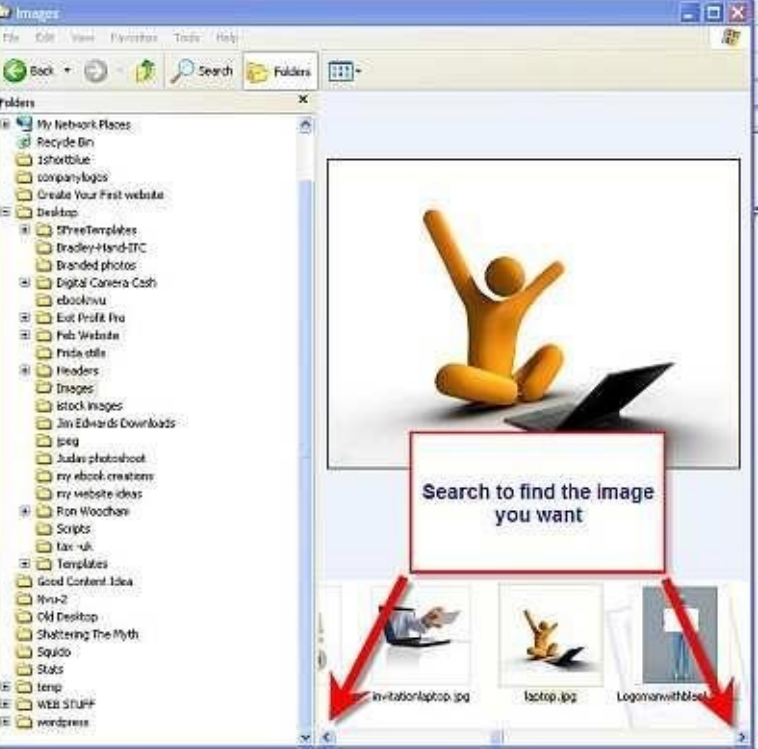 Images
File Edit View Favorites Tools Help
Back Search Folders
Folders
My Network Places
Recycle Bin
1shortblue
companylogos
Create Your First website
Desktop
5FreeTemplates
Bradley-Hand-ITC
Branded photos
Digital Camera Cash
ebooknvu
Exit Profit Pro
Feb Website
Frida stills
Headers
Images
istock images
Jim Edwards Downloads
jpeg
Judas photoshoot
my ebook creations
my website ideas
Ron Woodham
Scripts
tax -uk
Templates
Good Content Idea
Nvu-2
Old Desktop
Shattering The Myth
Squido
Stats
temp
WEB STUFF
wordpress
Search to find the image
you want
invitationlaptop.jpg laptop.jpg